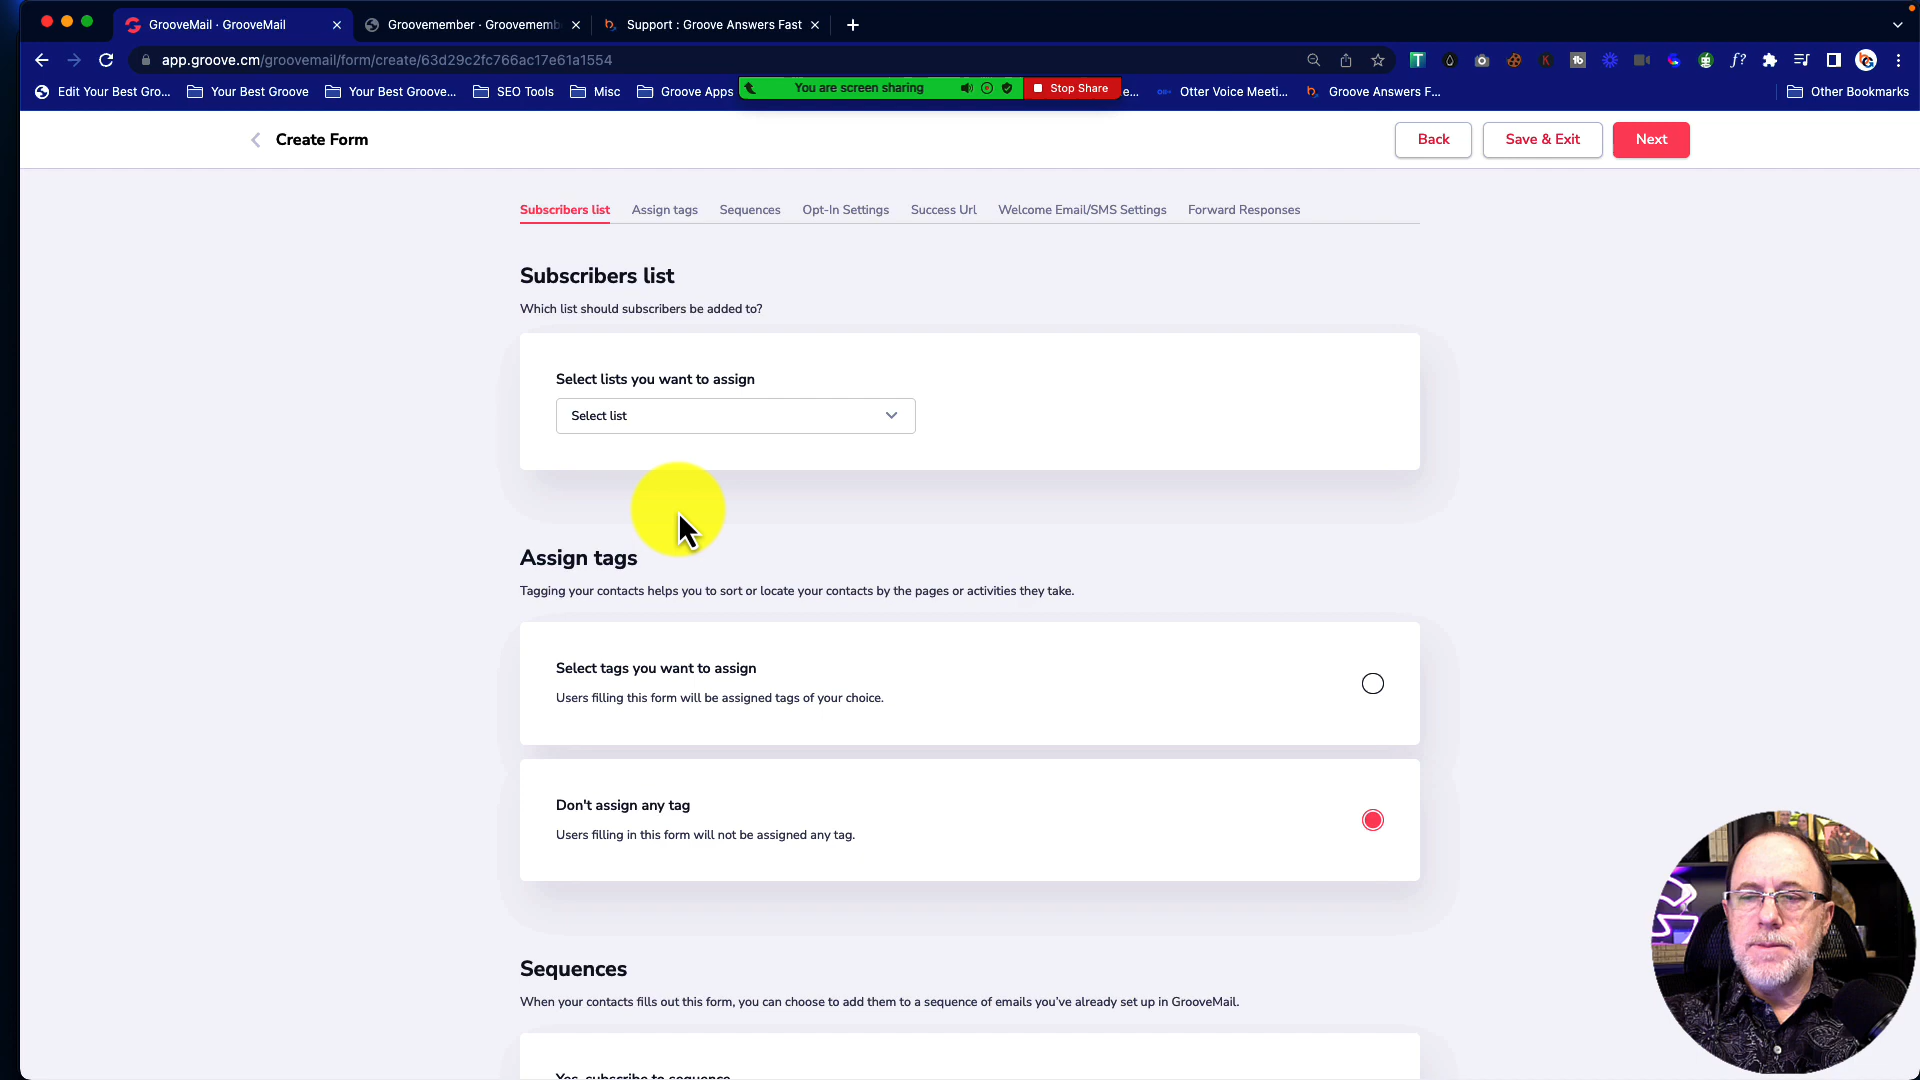 GrooveMail · GrooveMail
Groovemember · Groovememb
Support : Groove Answers Fast
app.groove.cm/groovemail/form/create/63d29c2fc766ac17e61a1554
Edit Your Best Gro...
Your Best Groove
Your Best Groove...
SEO Tools
Misc
Groove Apps
You are screen sharing
Stop Share
e...
Otter Voice Meeti...
Groove Answers F...
Other Bookmarks
Create Form
Back
Save & Exit
Next
Subscribers list
Assign tags
Sequences
Opt-In Settings
Success Url
Welcome Email/SMS Settings
Forward Responses
Subscribers list
Which list should subscribers be added to?
Select lists you want to assign
Select list
Assign tags
Tagging your contacts helps you to sort or locate your contacts by the pages or activities they take.
Select tags you want to assign
Users filling this form will be assigned tags of your choice.
Don't assign any tag
Users filling in this form will not be assigned any tag.
Sequences
When your contacts fills out this form, you can choose to add them to a sequence of emails you've already set up in GrooveMail.
Yes, subscribe to sequence